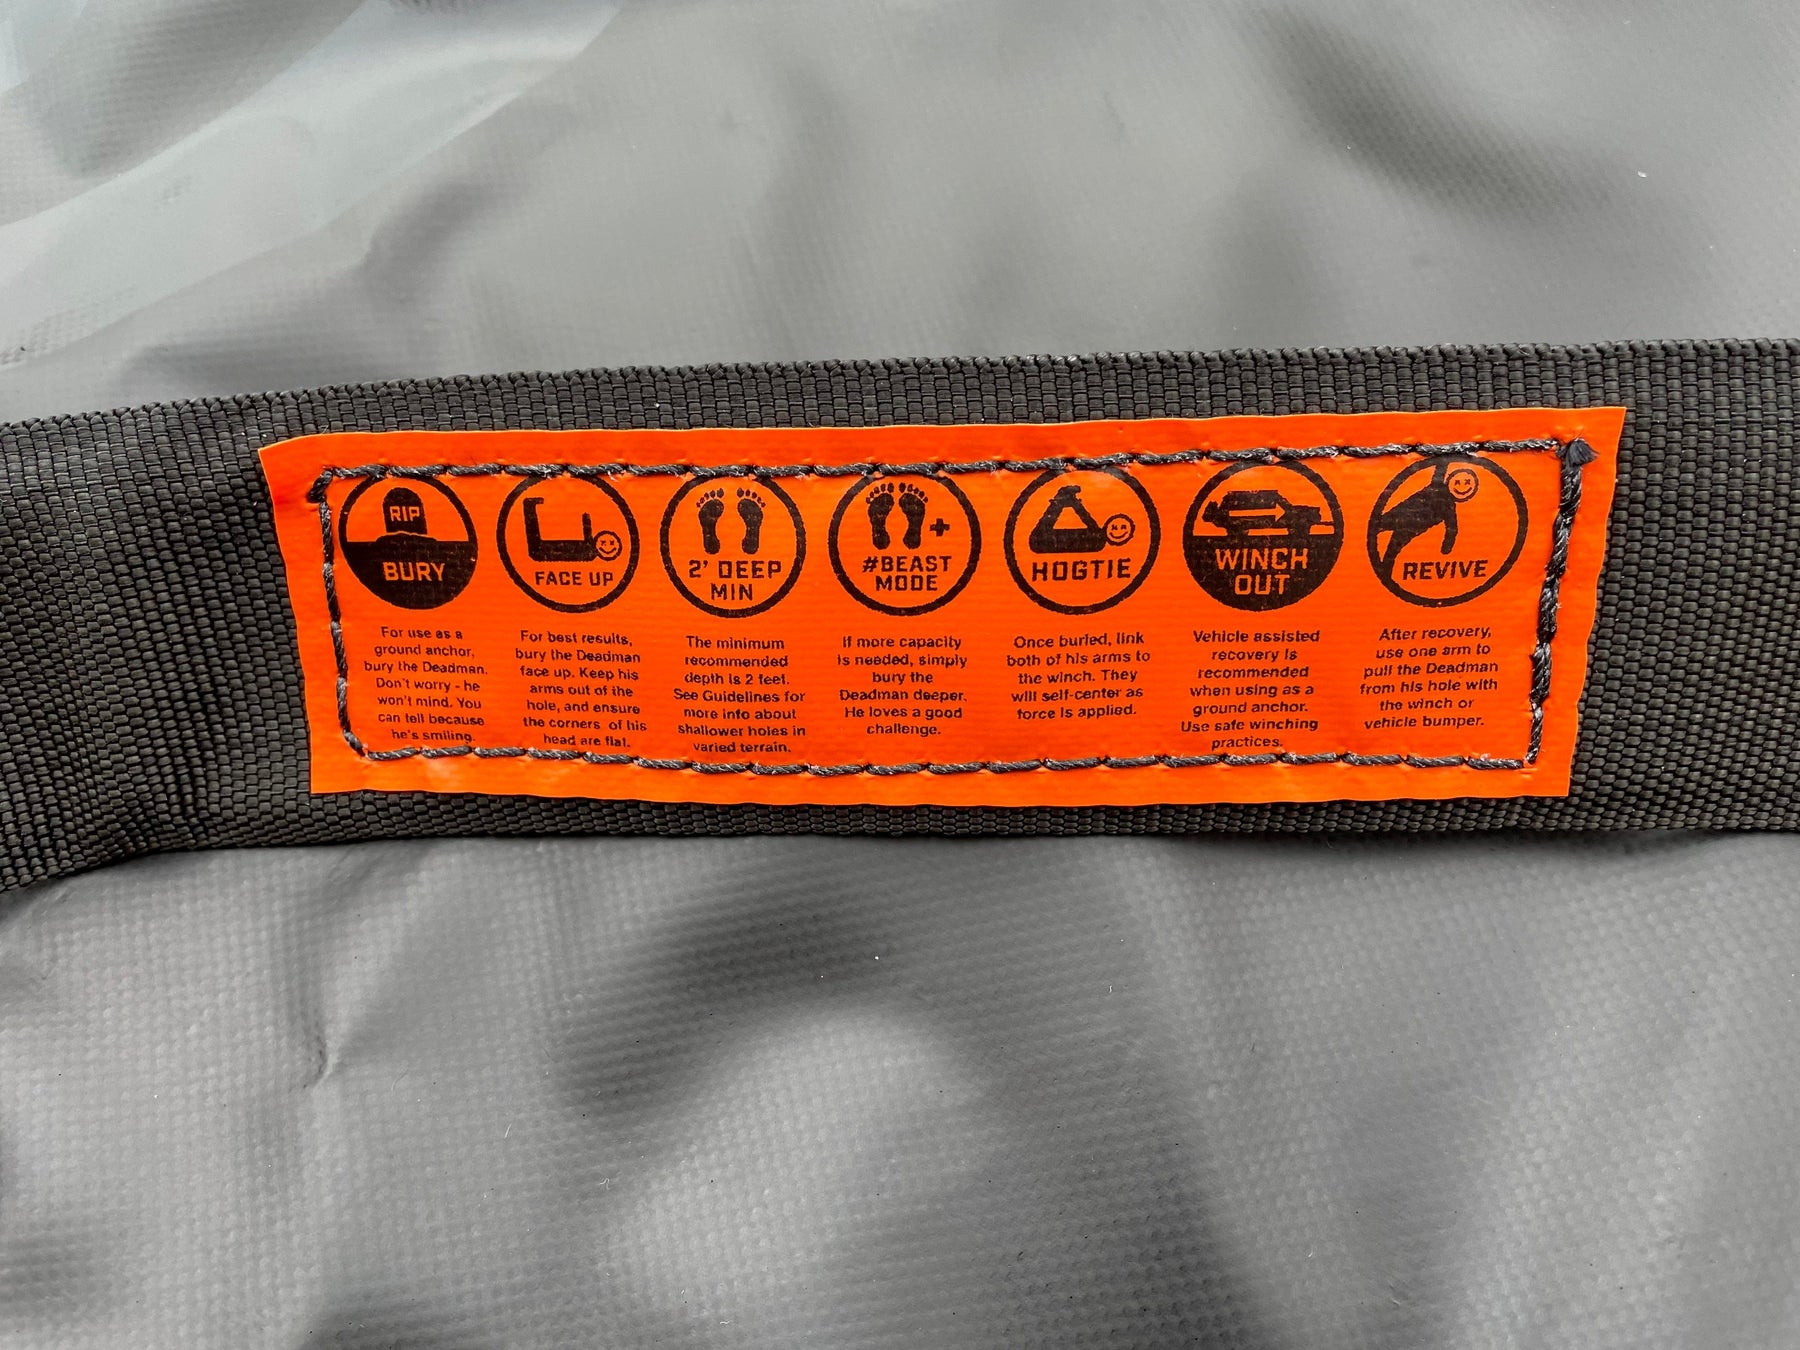 RIP
BURY
For use as a
ground anchor,
bury the Deadman.
Don't worry - he
won't mind. You
can tell because
he's smiling.
FACE UP
For best results,
bury the Deadman
face up. Keep his
arms out of the
hole, and ensure
the corners of his
head are flat.
2' DEEP
MIN
The minimum
recommended
depth is 2 feet.
See Guidelines for
more info about
shallower holes in
varied terrain.
+
#BEAST
MODE
If more capacity
is needed, simply
bury the
Deadman deeper.
He loves a good
challenge.
HOGTIE
Once buried, link
both of his arms to
the winch. They
will self-center as
force is applied.
WINCH
OUT
Vehicle assisted
recovery is
recommended
when using as a
ground anchor.
Use safe winching
practices.
REVIVE
After recovery,
use one arm to
pull the Deadman
from his hole with
the winch or
vehicle bumper.